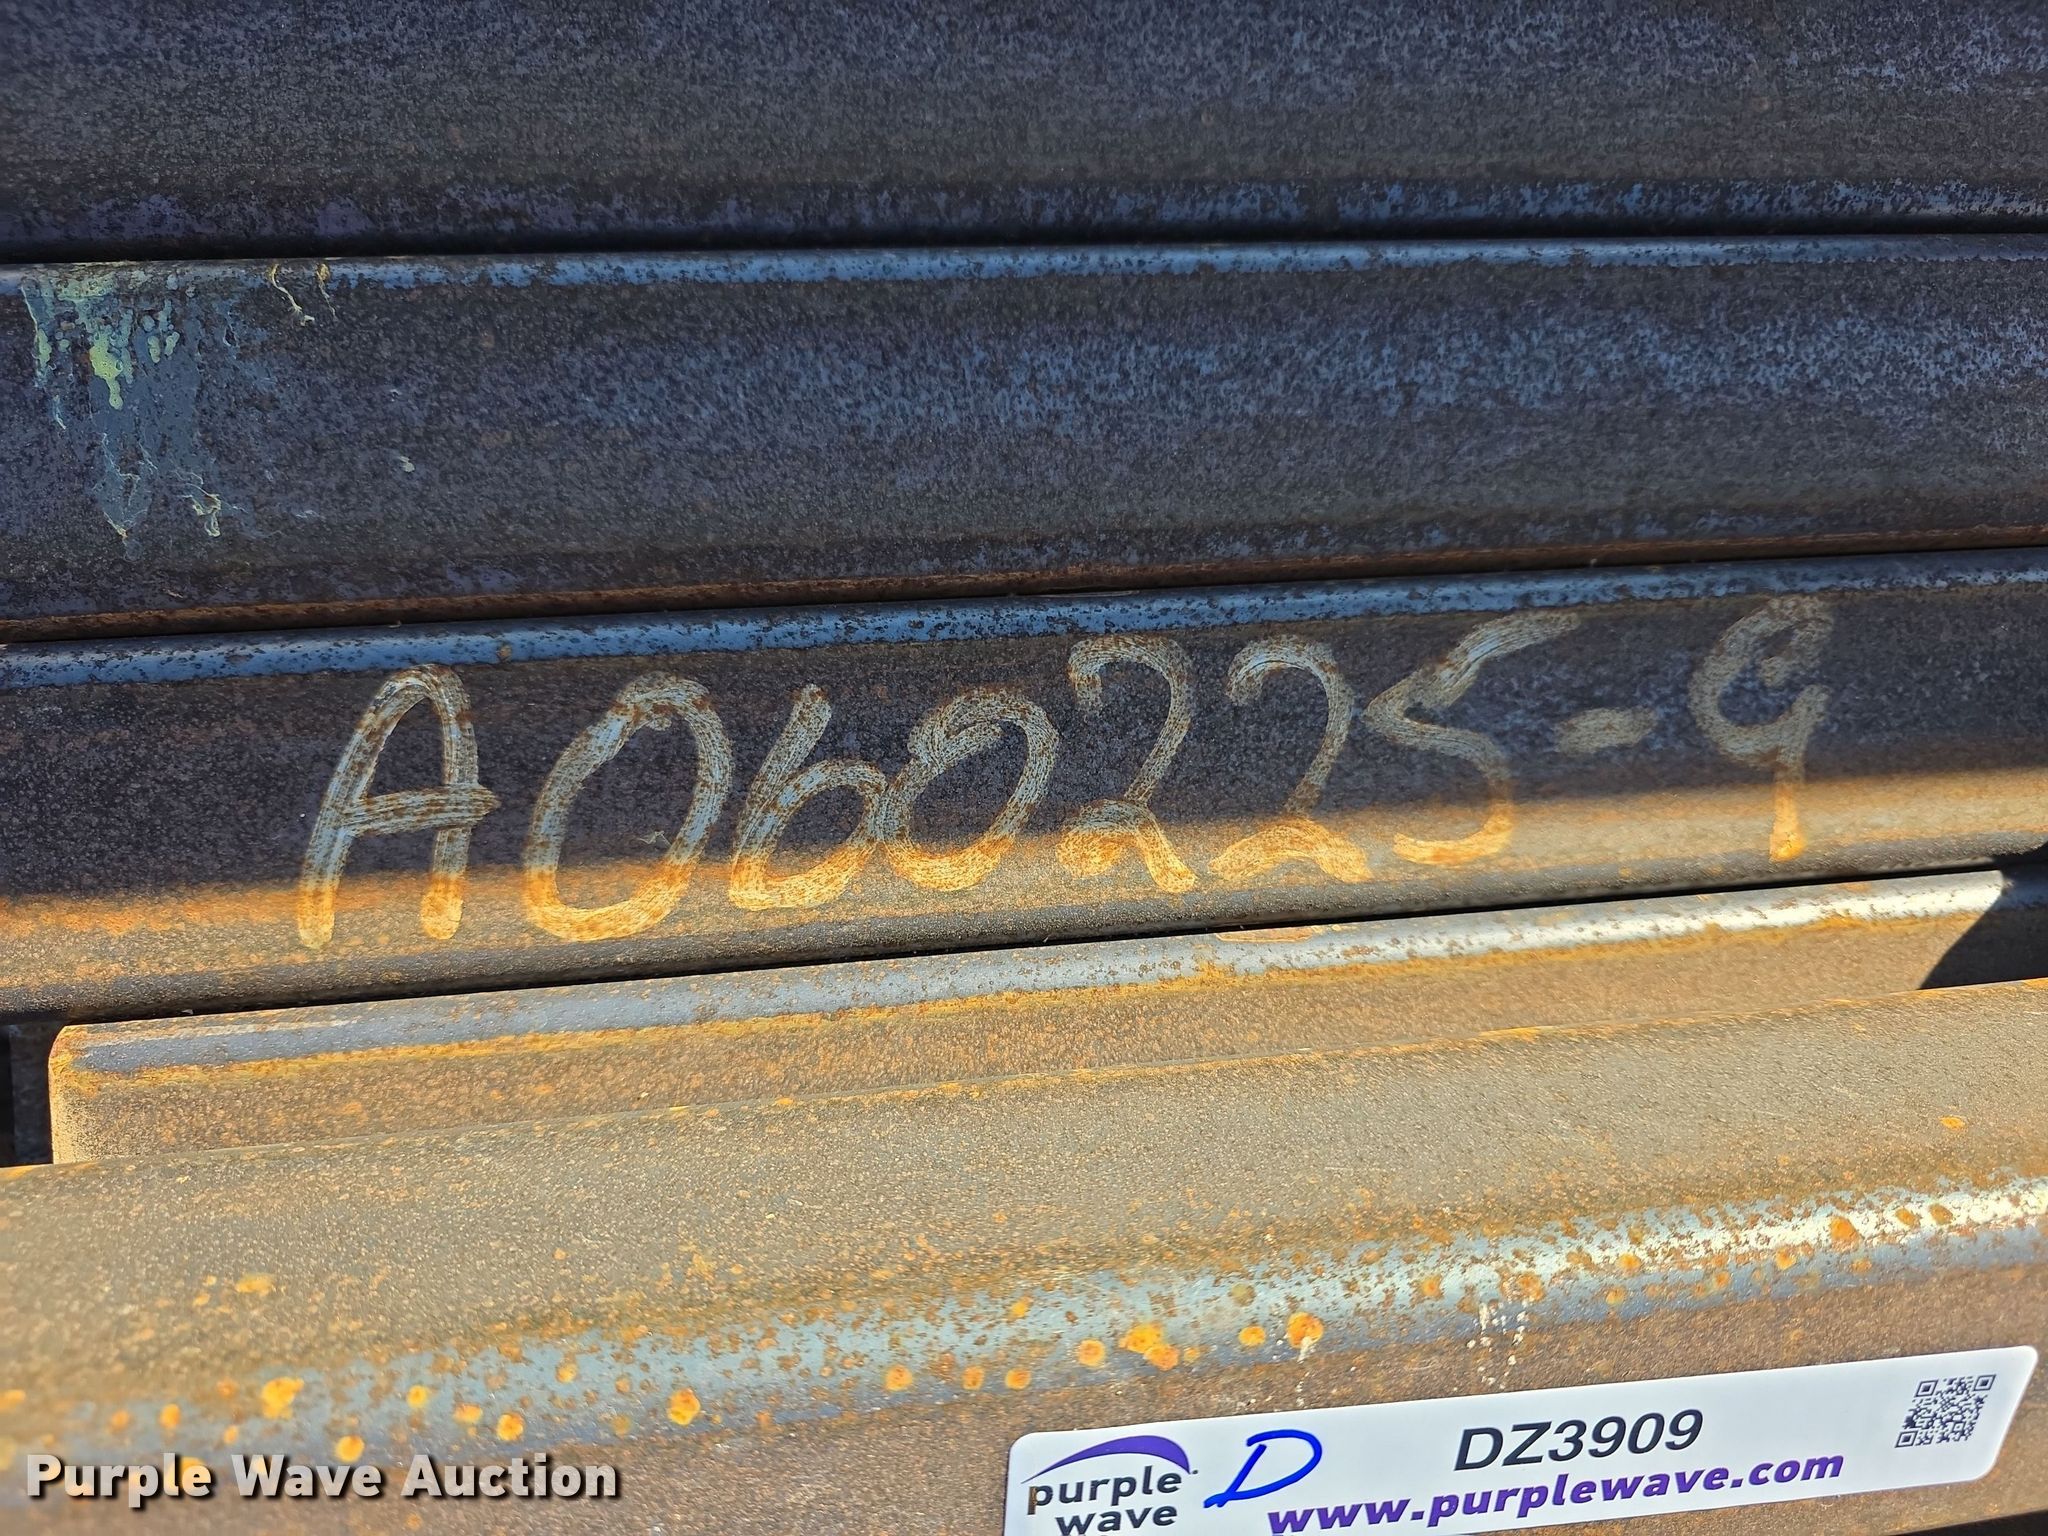 A060225-9
purple wave
D
DZ3909
www.purplewave.com
Purple Wave Auction